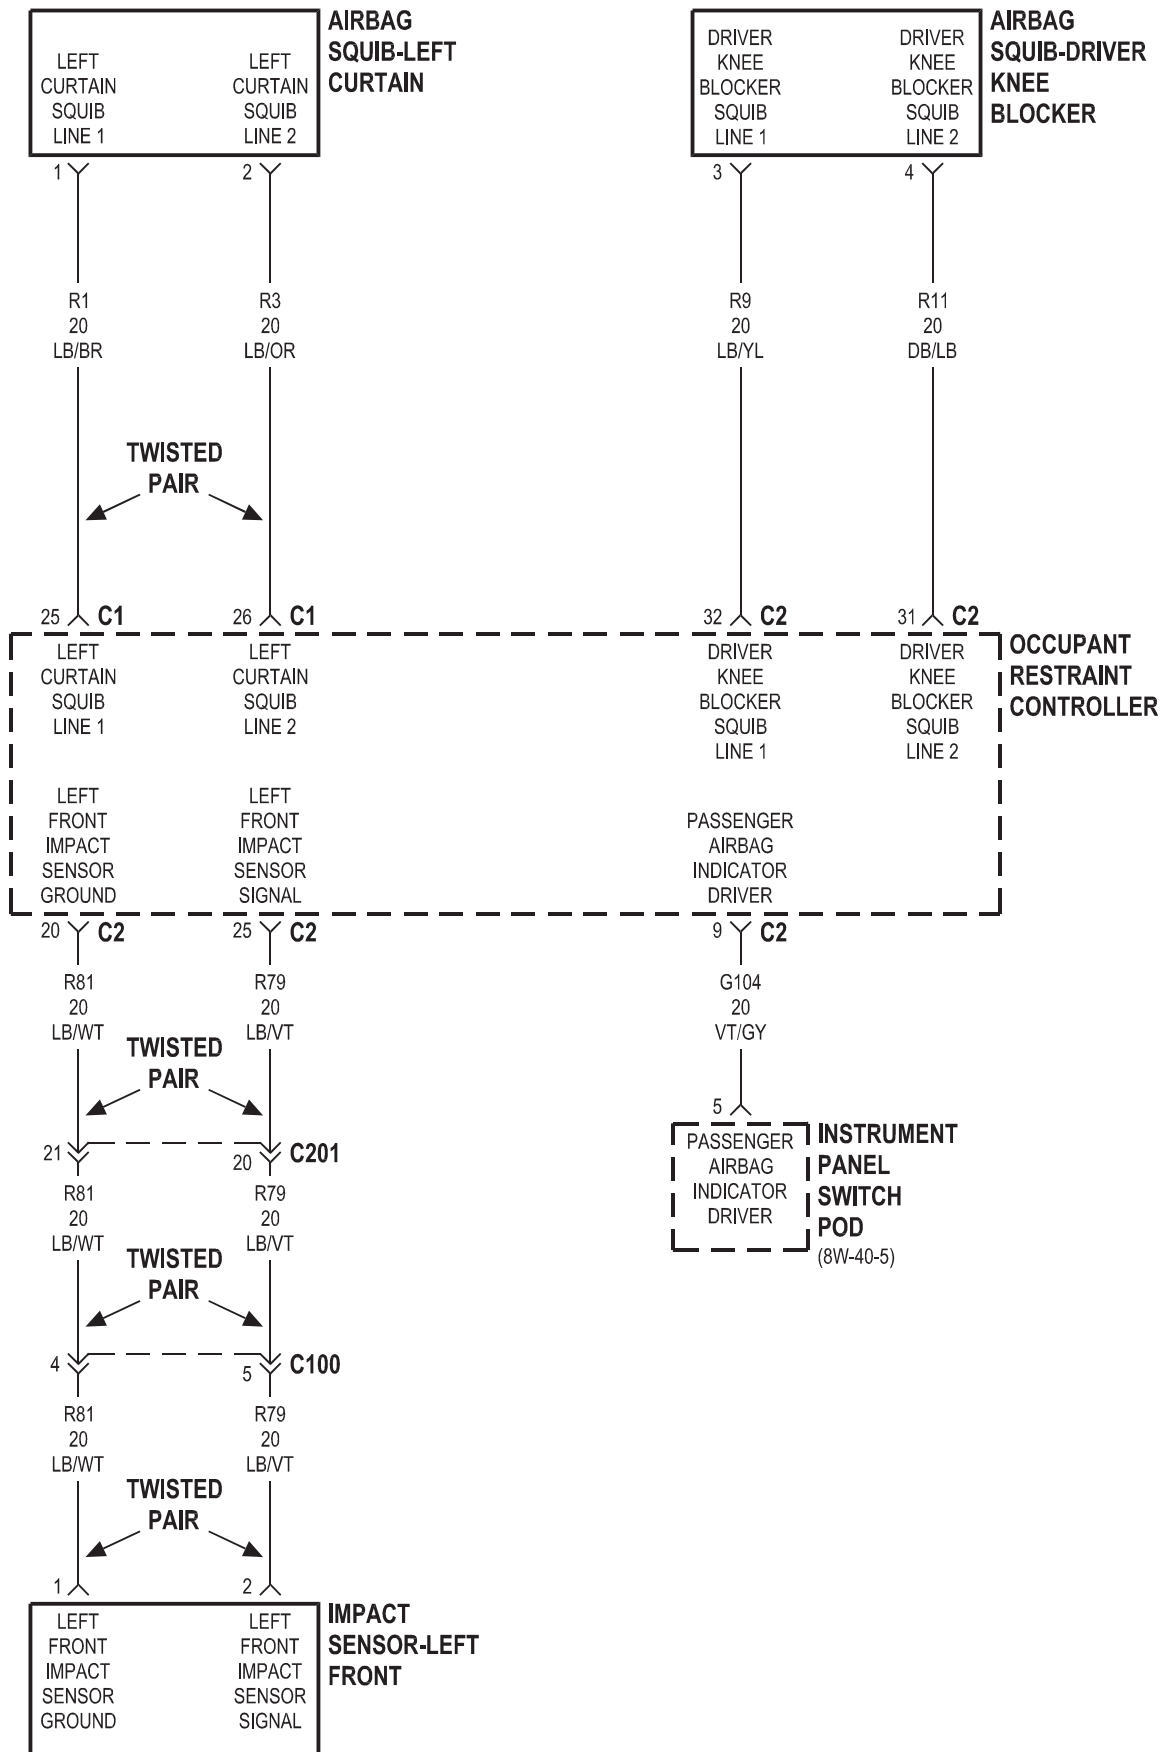 LEFT
CURTAIN
SQUIB
LINE 1
LEFT
CURTAIN
SQUIB
LINE 2
AIRBAG
SQUIB-LEFT
CURTAIN
DRIVER
KNEE
BLOCKER
SQUIB
LINE 1
DRIVER
KNEE
BLOCKER
SQUIB
LINE 2
AIRBAG
SQUIB-DRIVER
KNEE
BLOCKER
1
2
3
4
R1
20
LB/BR
R3
20
LB/OR
R9
20
LB/YL
R11
20
DB/LB
TWISTED
PAIR
25 C1
26 C1
32 C2
31 C2
LEFT
CURTAIN
SQUIB
LINE 1
LEFT
CURTAIN
SQUIB
LINE 2
DRIVER
KNEE
BLOCKER
SQUIB
LINE 1
DRIVER
KNEE
BLOCKER
SQUIB
LINE 2
OCCUPANT
RESTRAINT
CONTROLLER
LEFT
FRONT
IMPACT
SENSOR
GROUND
LEFT
FRONT
IMPACT
SENSOR
SIGNAL
PASSENGER
AIRBAG
INDICATOR
DRIVER
20 C2
25 C2
9 C2
R81
20
LB/WT
R79
20
LB/VT
G104
20
VT/GY
TWISTED
PAIR
5
PASSENGER
AIRBAG
INDICATOR
DRIVER
INSTRUMENT
PANEL
SWITCH
POD
(8W-40-5)
21
20
C201
R81
20
LB/WT
R79
20
LB/VT
TWISTED
PAIR
4
5
C100
R81
20
LB/WT
R79
20
LB/VT
TWISTED
PAIR
1
2
LEFT
FRONT
IMPACT
SENSOR
GROUND
LEFT
FRONT
IMPACT
SENSOR
SIGNAL
IMPACT
SENSOR-LEFT
FRONT